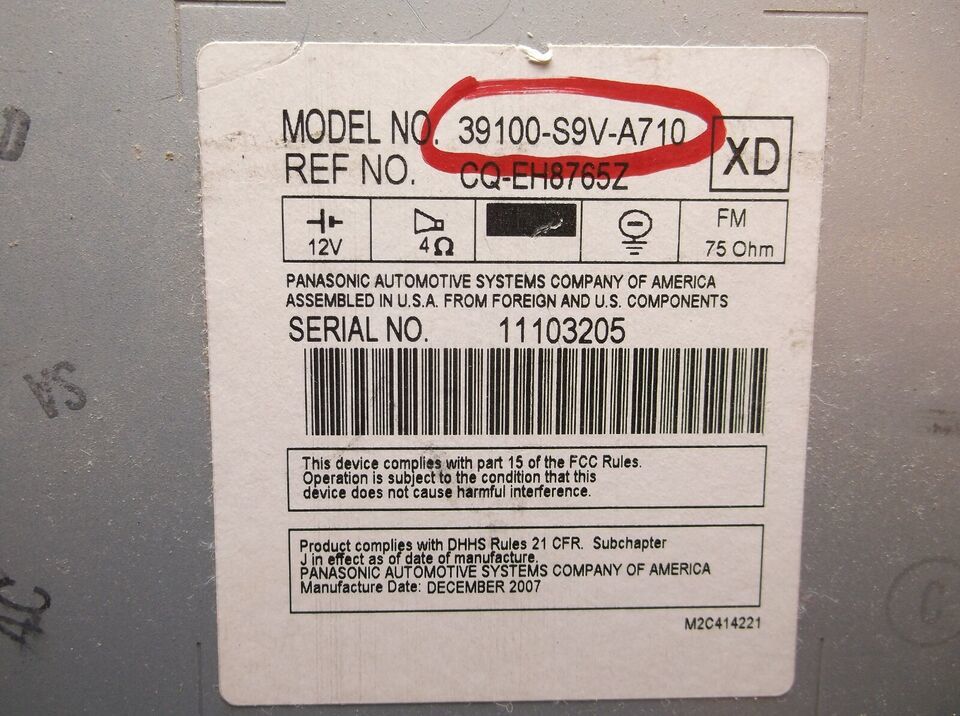 MODEL NO. 39100-S9V-A710
REF NO. CQ-EH8765Z
XD
12V
4Ω
FM
75 Ohm
PANASONIC AUTOMOTIVE SYSTEMS COMPANY OF AMERICA
ASSEMBLED IN U.S.A. FROM FOREIGN AND U.S. COMPONENTS
SERIAL NO. 11103205
This device complies with part 15 of the FCC Rules.
Operation is subject to the condition that this
device does not cause harmful interference.
Product complies with DHHS Rules 21 CFR. Subchapter
J in effect as of date of manufacture.
PANASONIC AUTOMOTIVE SYSTEMS COMPANY OF AMERICA
Manufacture Date: DECEMBER 2007
M2C414221